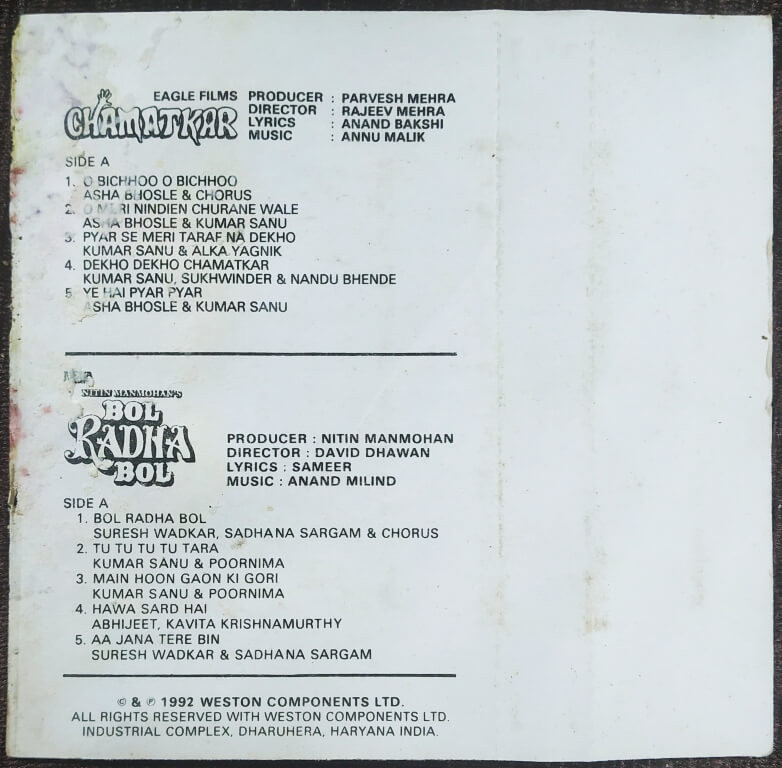 EAGLE FILMS
CHAMATKAR
PRODUCER : PARVESH MEHRA
DIRECTOR : RAJEEV MEHRA
LYRICS : ANAND BAKSHI
MUSIC : ANNU MALIK
SIDE A
1. O BICHHOO O BICHHOO
ASHA BHOSLE & CHORUS
2. O MERI NINDIEN CHURANE WALE
ASHA BHOSLE & KUMAR SANU
3. PYAR SE MERI TARAF NA DEKHO
KUMAR SANU & ALKA YAGNIK
4. DEKHO DEKHO CHAMATKAR
KUMAR SANU, SUKHWINDER & NANDU BHENDE
5. YE HAI PYAR PYAR
ASHA BHOSLE & KUMAR SANU
NITIN MANMOHAN'S
BOL
RADHA
BOL
PRODUCER : NITIN MANMOHAN
DIRECTOR : DAVID DHAWAN
LYRICS : SAMEER
MUSIC : ANAND MILIND
SIDE A
1. BOL RADHA BOL
SURESH WADKAR, SADHANA SARGAM & CHORUS
2. TU TU TU TU TARA
KUMAR SANU & POORNIMA
3. MAIN HOON GAON KI GORI
KUMAR SANU & POORNIMA
4. HAWA SARD HAI
ABHIJEET, KAVITA KRISHNAMURTHY
5. AA JANA TERE BIN
SURESH WADKAR & SADHANA SARGAM
© & ℗ 1992 WESTON COMPONENTS LTD.
ALL RIGHTS RESERVED WITH WESTON COMPONENTS LTD.
INDUSTRIAL COMPLEX, DHARUHERA, HARYANA INDIA.